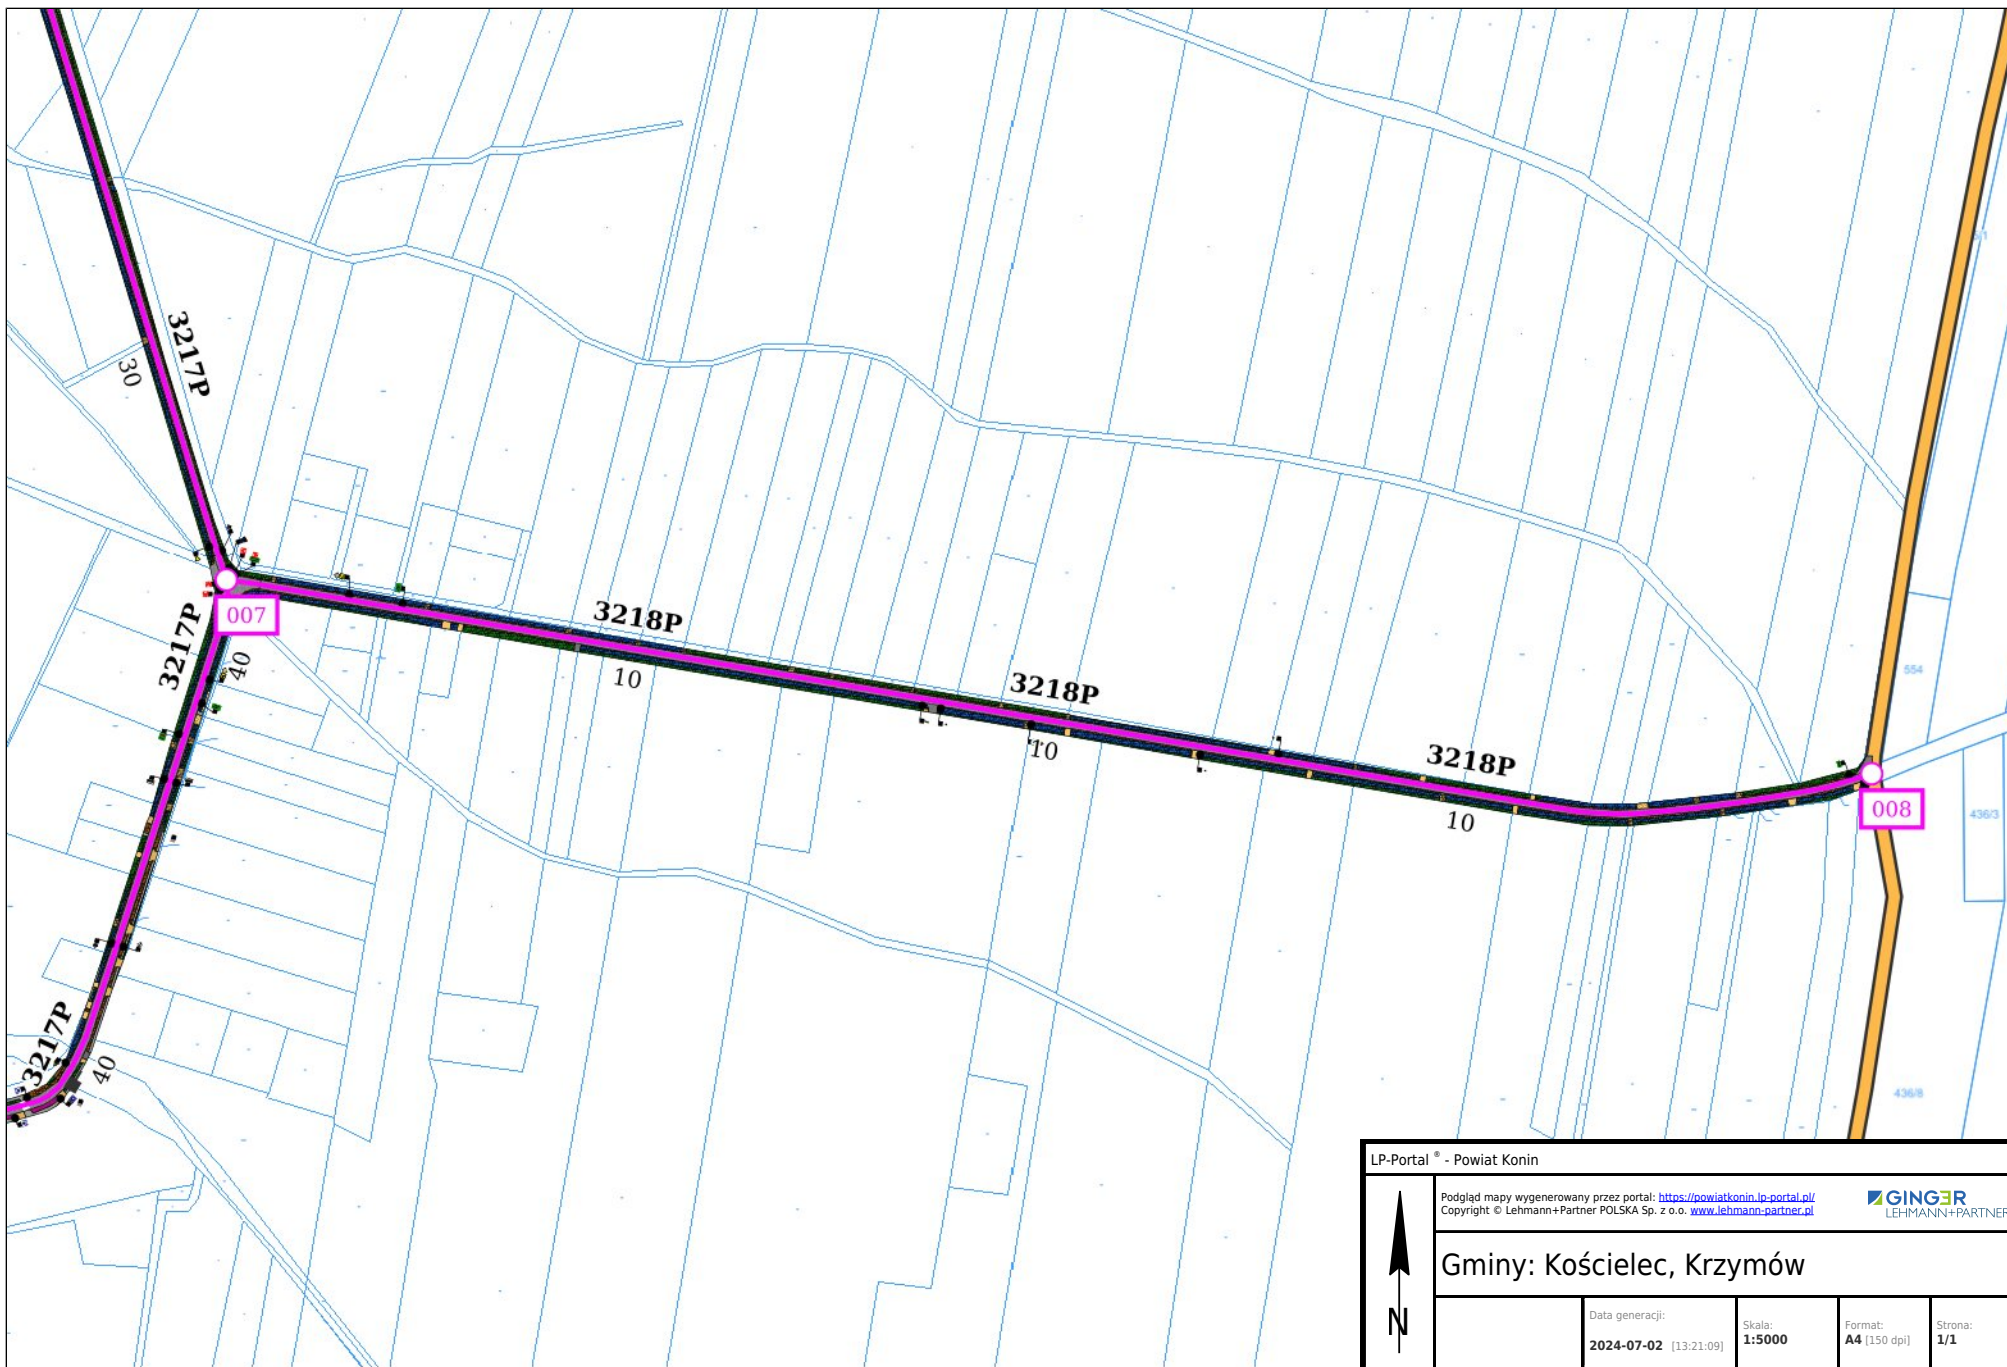 3217P
30
007
3217P
40
3218P
10
3218P
10
3218P
10
008
554
436/3
436/8
3217P
40
LP-Portal ® - Powiat Konin
Podgląd mapy wygenerowany przez portal: https://powiatkonin.lp-portal.pl/
Copyright © Lehmann+Partner POLSKA Sp. z o.o. www.lehmann-partner.pl
GINGER
LEHMANN+PARTNER
Gminy: Kościelec, Krzymów
N
Data generacji:
2024-07-02 [13:21:09]
Skala:
1:5000
Format:
A4 [150 dpi]
Strona:
1/1